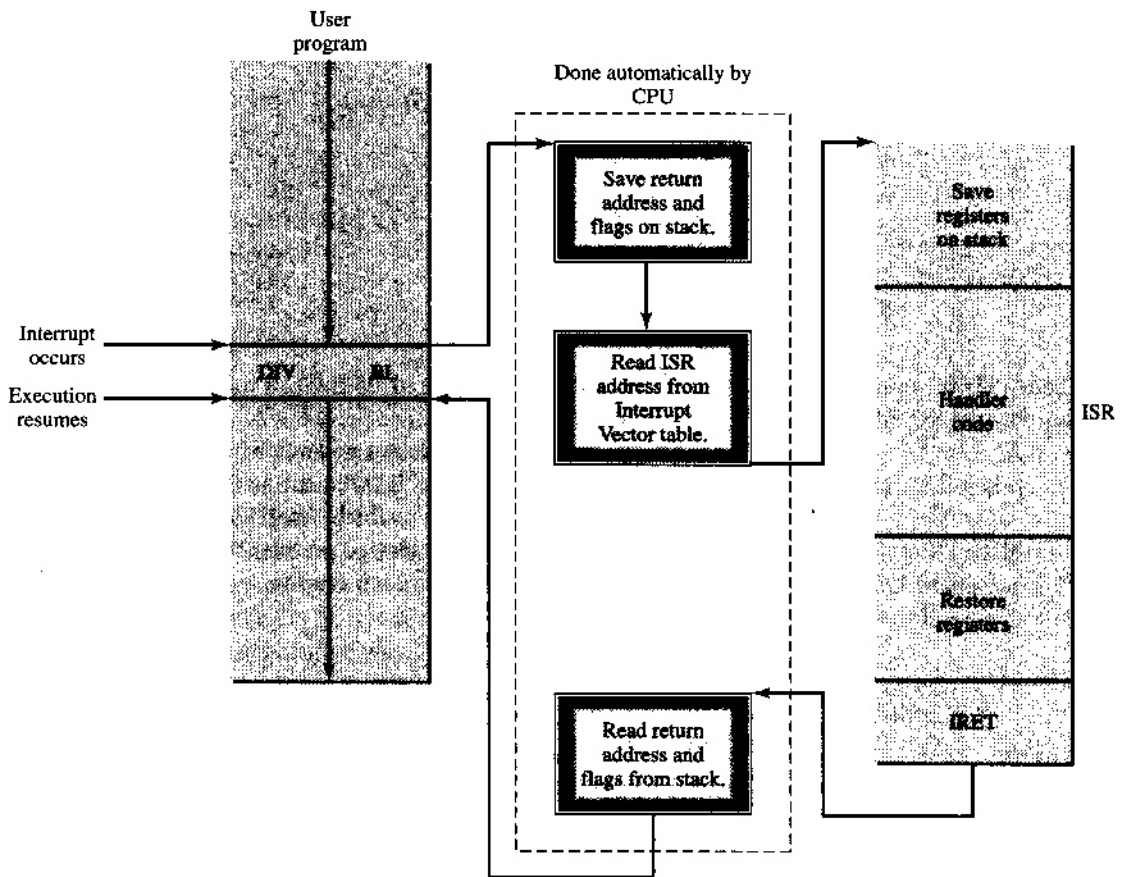 User
program
Done automatically by
CPU
Save return
address and
flags on stack.
Save
registers
on stack
Interrupt
occurs
DIV BL
Execution
resumes
Read ISR
address from
Interrupt
Vector table.
Handler
code
ISR
Restore
registers
Read return
address and
flags from stack.
IRET